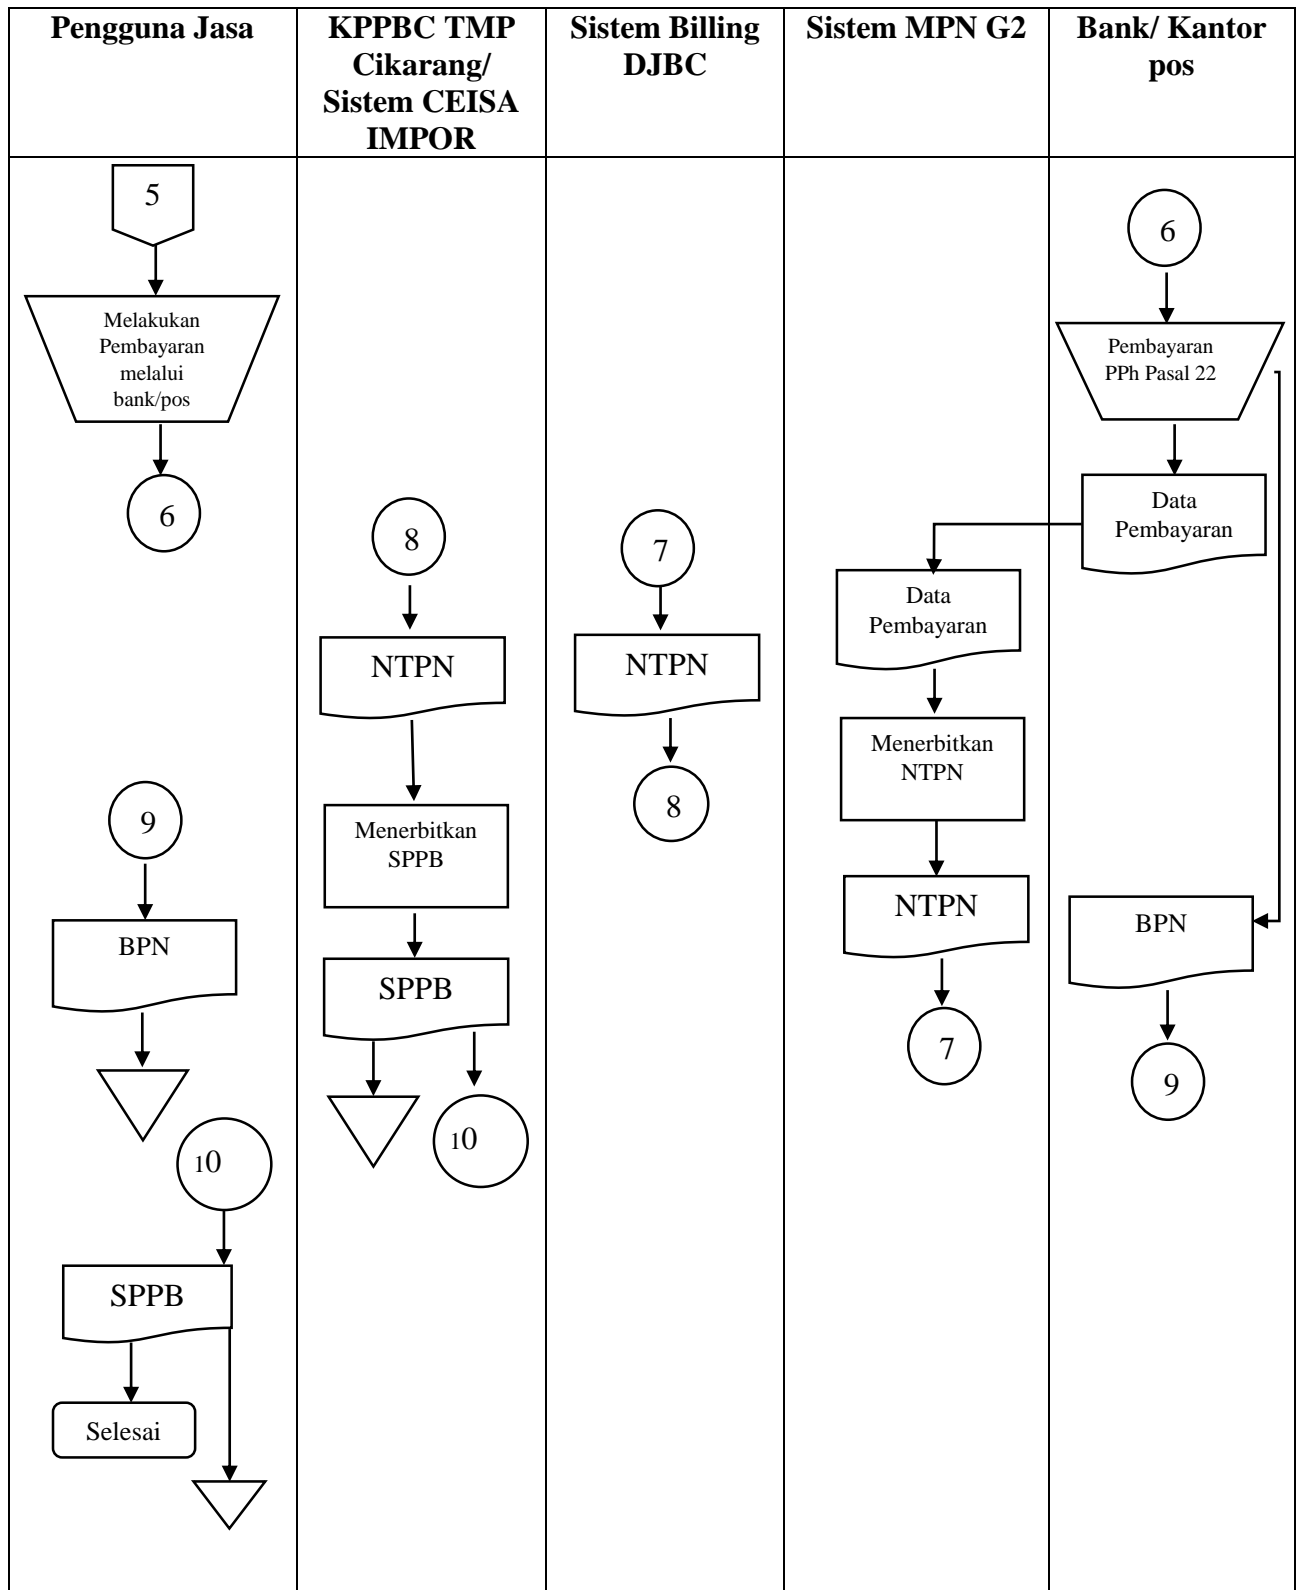 Pengguna Jasa
KPPBC TMP
Cikarang/
Sistem CEISA
IMPOR
Sistem Billing
DJBC
Sistem MPN G2
Bank/ Kantor
pos
5
Melakukan
Pembayaran
melalui
bank/pos
6
9
BPN
10
SPPB
Selesai
8
NTPN
Menerbitkan
SPPB
SPPB
10
7
NTPN
8
Data
Pembayaran
Menerbitkan
NTPN
NTPN
7
6
Pembayaran
PPh Pasal 22
Data
Pembayaran
BPN
9